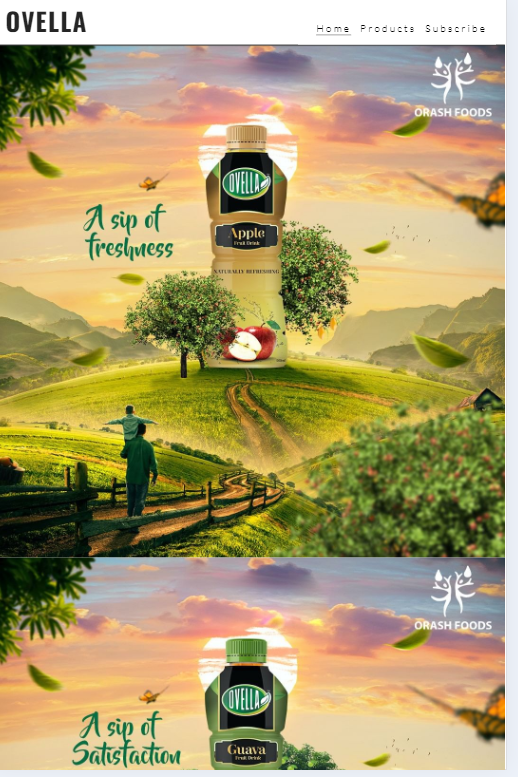 OVELLA
Home Products Subscribe
ORASH FOODS
OVELLA
A sip of
freshness
Apple
Fruit Drink
NATURALLY REFRESHING
ORASH FOODS
OVELLA
A sip of
Satisfaction
Guava
Fruit Drink